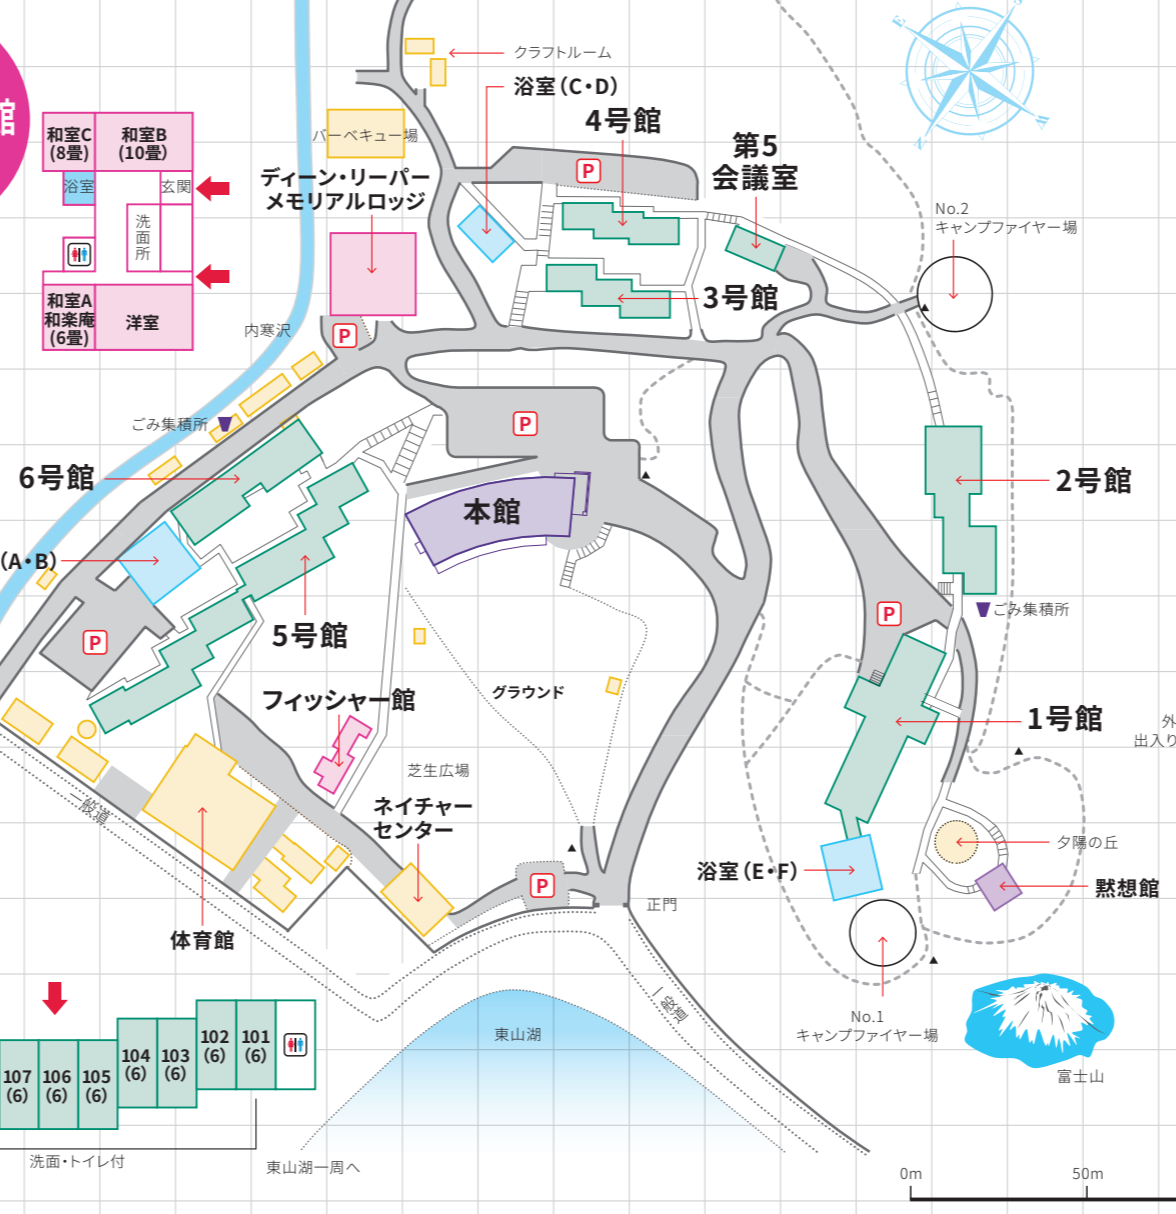 館
和室C
(8畳)
和室B
(10畳)
浴室
玄関
洗面所
和室A
和楽庵
(6畳)
洋室
クラフトルーム
浴室（C・D）
バーベキュー場
4号館
P
第5
会議室
ディーン・リーパー
メモリアルロッジ
No.2
キャンプファイヤー場
3号館
内寒沢
P
ごみ集積所
P
6号館
本館
2号館
（A・B）
ごみ集積所
P
5号館
P
グラウンド
フィッシャー館
1号館
外
出入り
芝生広場
ネイチャー
センター
一般道
夕陽の丘
浴室（E・F）
P
黙想館
正門
体育館
一般道
No.1
キャンプファイヤー場
東山湖
富士山
107
(6)
106
(6)
105
(6)
104
(6)
103
(6)
102
(6)
101
(6)
洗面・トイレ付
東山湖一周へ
0m
50m
E
S
N
W